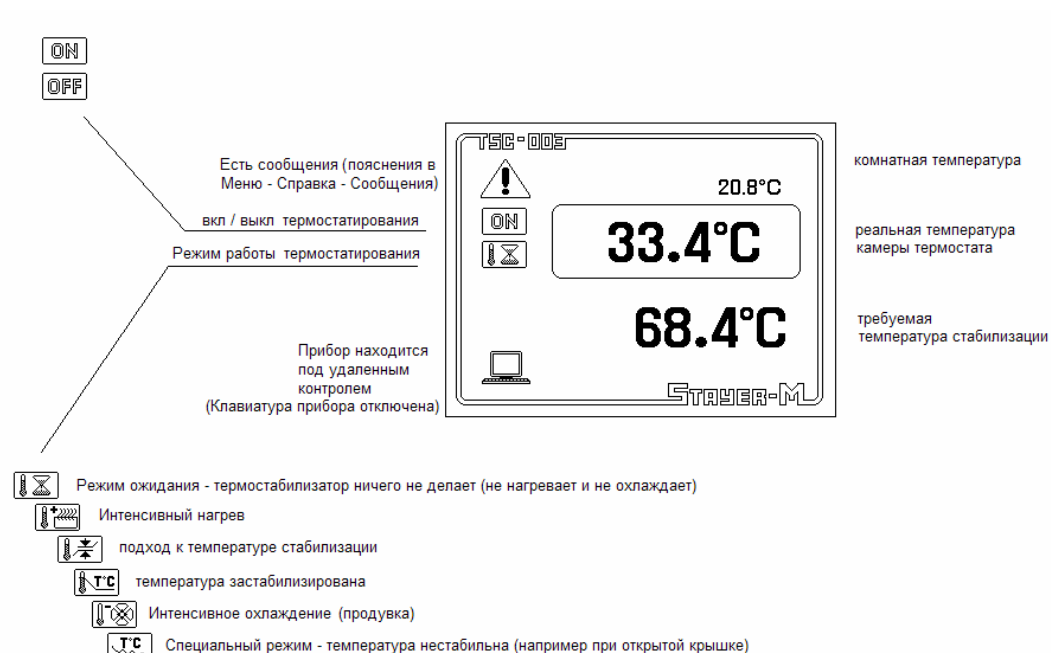 ON
OFF
TSC-003
Есть сообщения (пояснения в
Меню - Справка - Сообщения)
20.8°C
комнатная температура
вкл / выкл термостатирования
ON
33.4°C
реальная температура
камеры термостата
Режим работы термостатирования
68.4°C
требуемая
температура стабилизации
Прибор находится
под удаленным
контролем
(Клавиатура прибора отключена)
STAYER-M
Режим ожидания - термостабилизатор ничего не делает (не нагревает и не охлаждает)
Интенсивный нагрев
подход к температуре стабилизации
T°C температура застабилизирована
Интенсивное охлаждение (продувка)
T°C Специальный режим - температура нестабильна (например при открытой крышке)